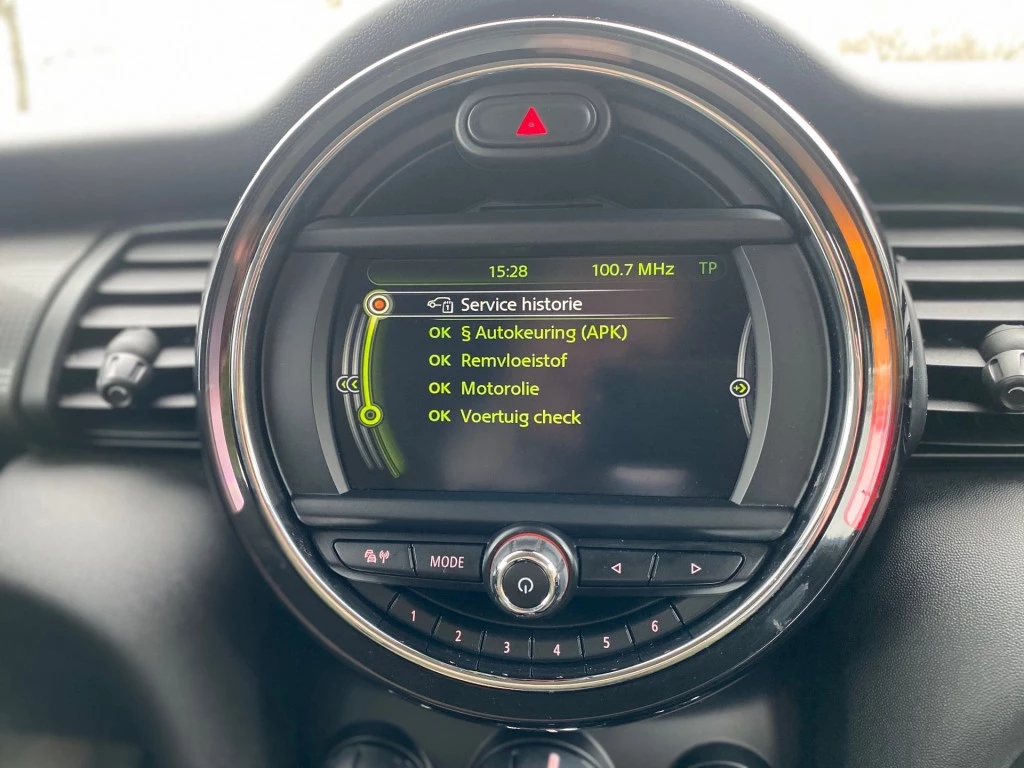 15:28 100.7 MHz TP
Service historie
OK § Autokeuring (APK)
OK Remvloeistof
OK Motorolie
OK Voertuig check
MODE
1 2 3 4 5 6